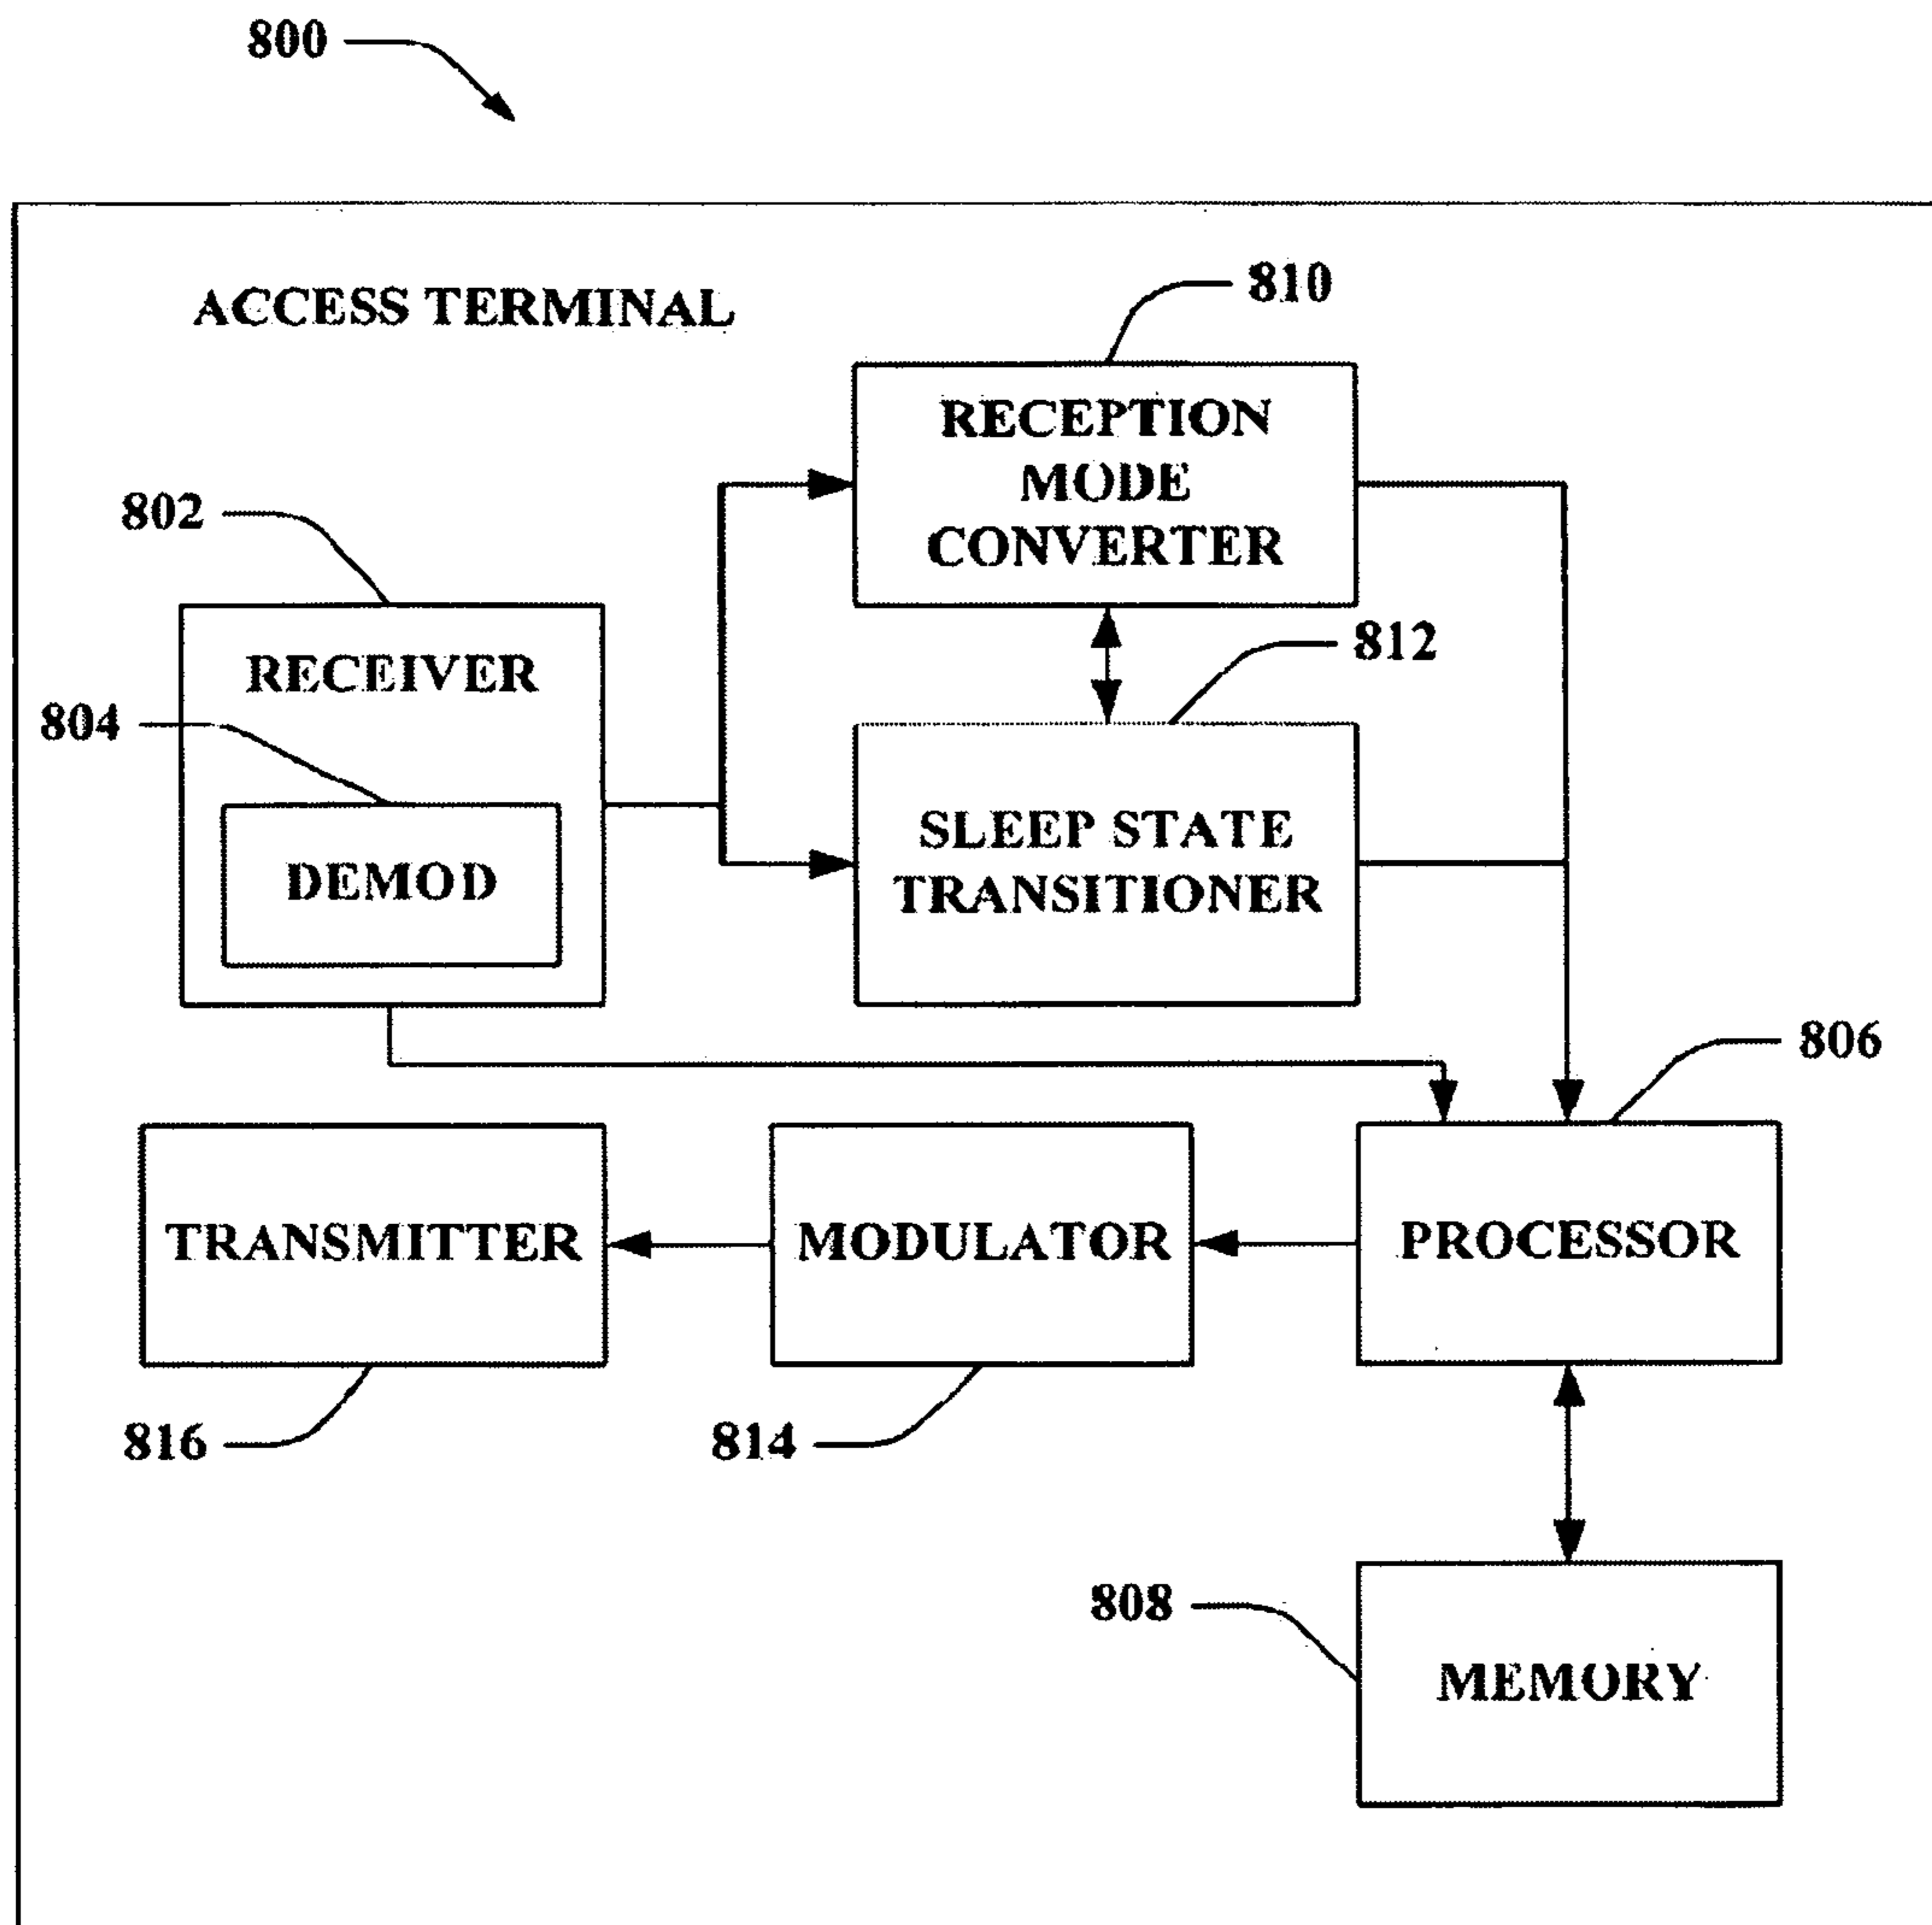 800
ACCESS TERMINAL
810
RECEPTION
MODE
CONVERTER
802
812
RECEIVER
804
DEMOD
SLEEP STATE
TRANSITIONER
806
TRANSMITTER
MODULATOR
PROCESSOR
816
814
808
MEMORY